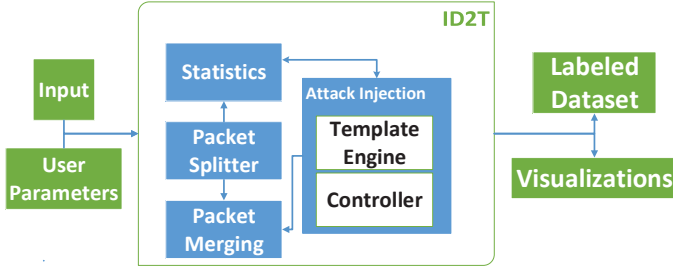 ID2T
Input
User
Parameters
Statistics
Packet
Splitter
Packet
Merging
Attack Injection
Template
Engine
Controller
Labeled
Dataset
Visualizations